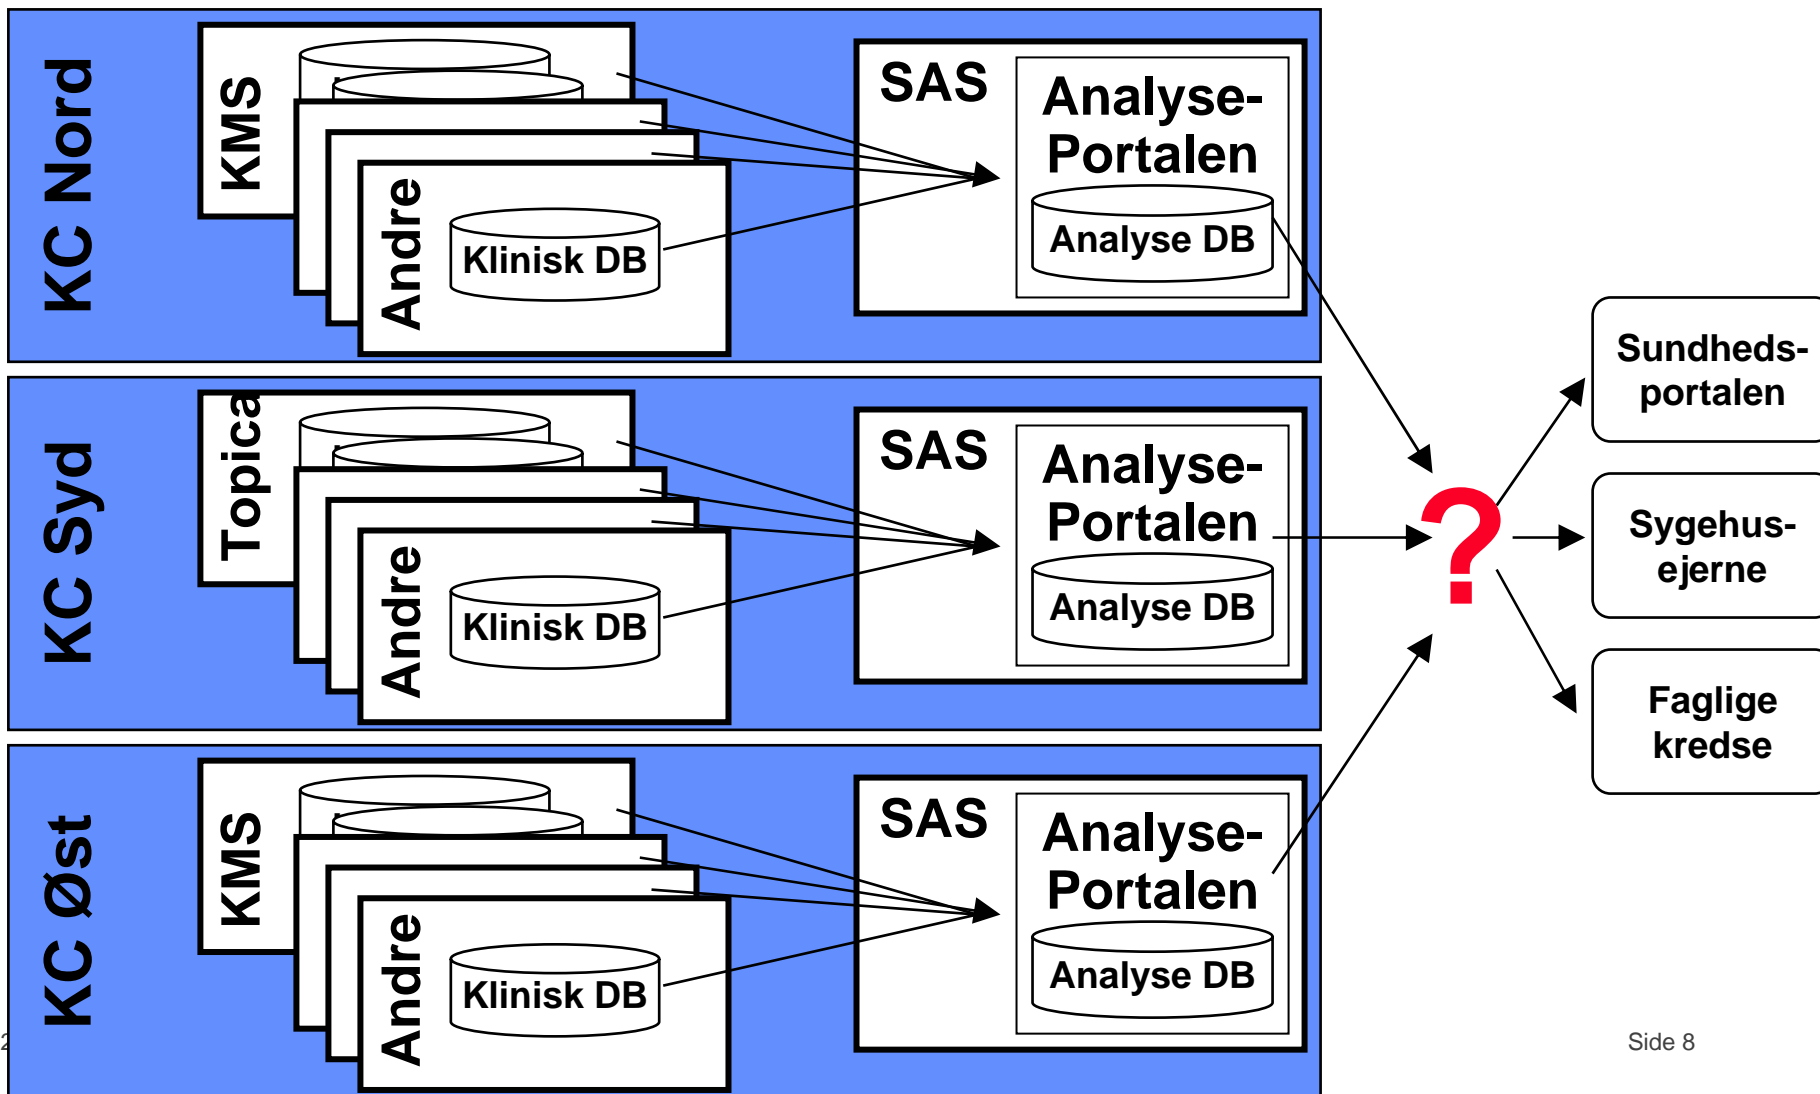 KC Nord
KMS
Andre
Klinisk DB
SAS
Analyse-
Portalen
Analyse DB
KC Syd
Topica
Andre
Klinisk DB
SAS
Analyse-
Portalen
Analyse DB
KC Øst
KMS
Andre
Klinisk DB
SAS
Analyse-
Portalen
Analyse DB
?
Sundheds-
portalen
Sygehus-
ejerne
Faglige
kredse
Side 8